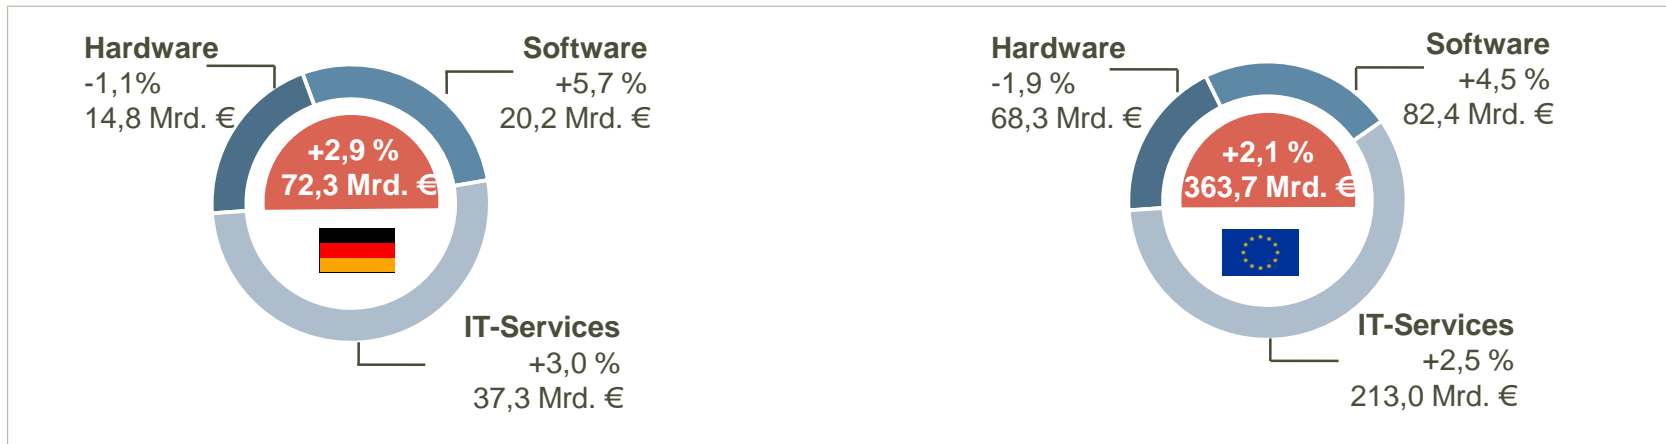 Hardware
-1,1%
14,8 Mrd. €
Software
+5,7 %
20,2 Mrd. €
+2,9 %
72,3 Mrd. €
IT-Services
+3,0 %
37,3 Mrd. €
Hardware
-1,9 %
68,3 Mrd. €
Software
+4,5 %
82,4 Mrd. €
+2,1 %
363,7 Mrd. €
IT-Services
+2,5 %
213,0 Mrd. €